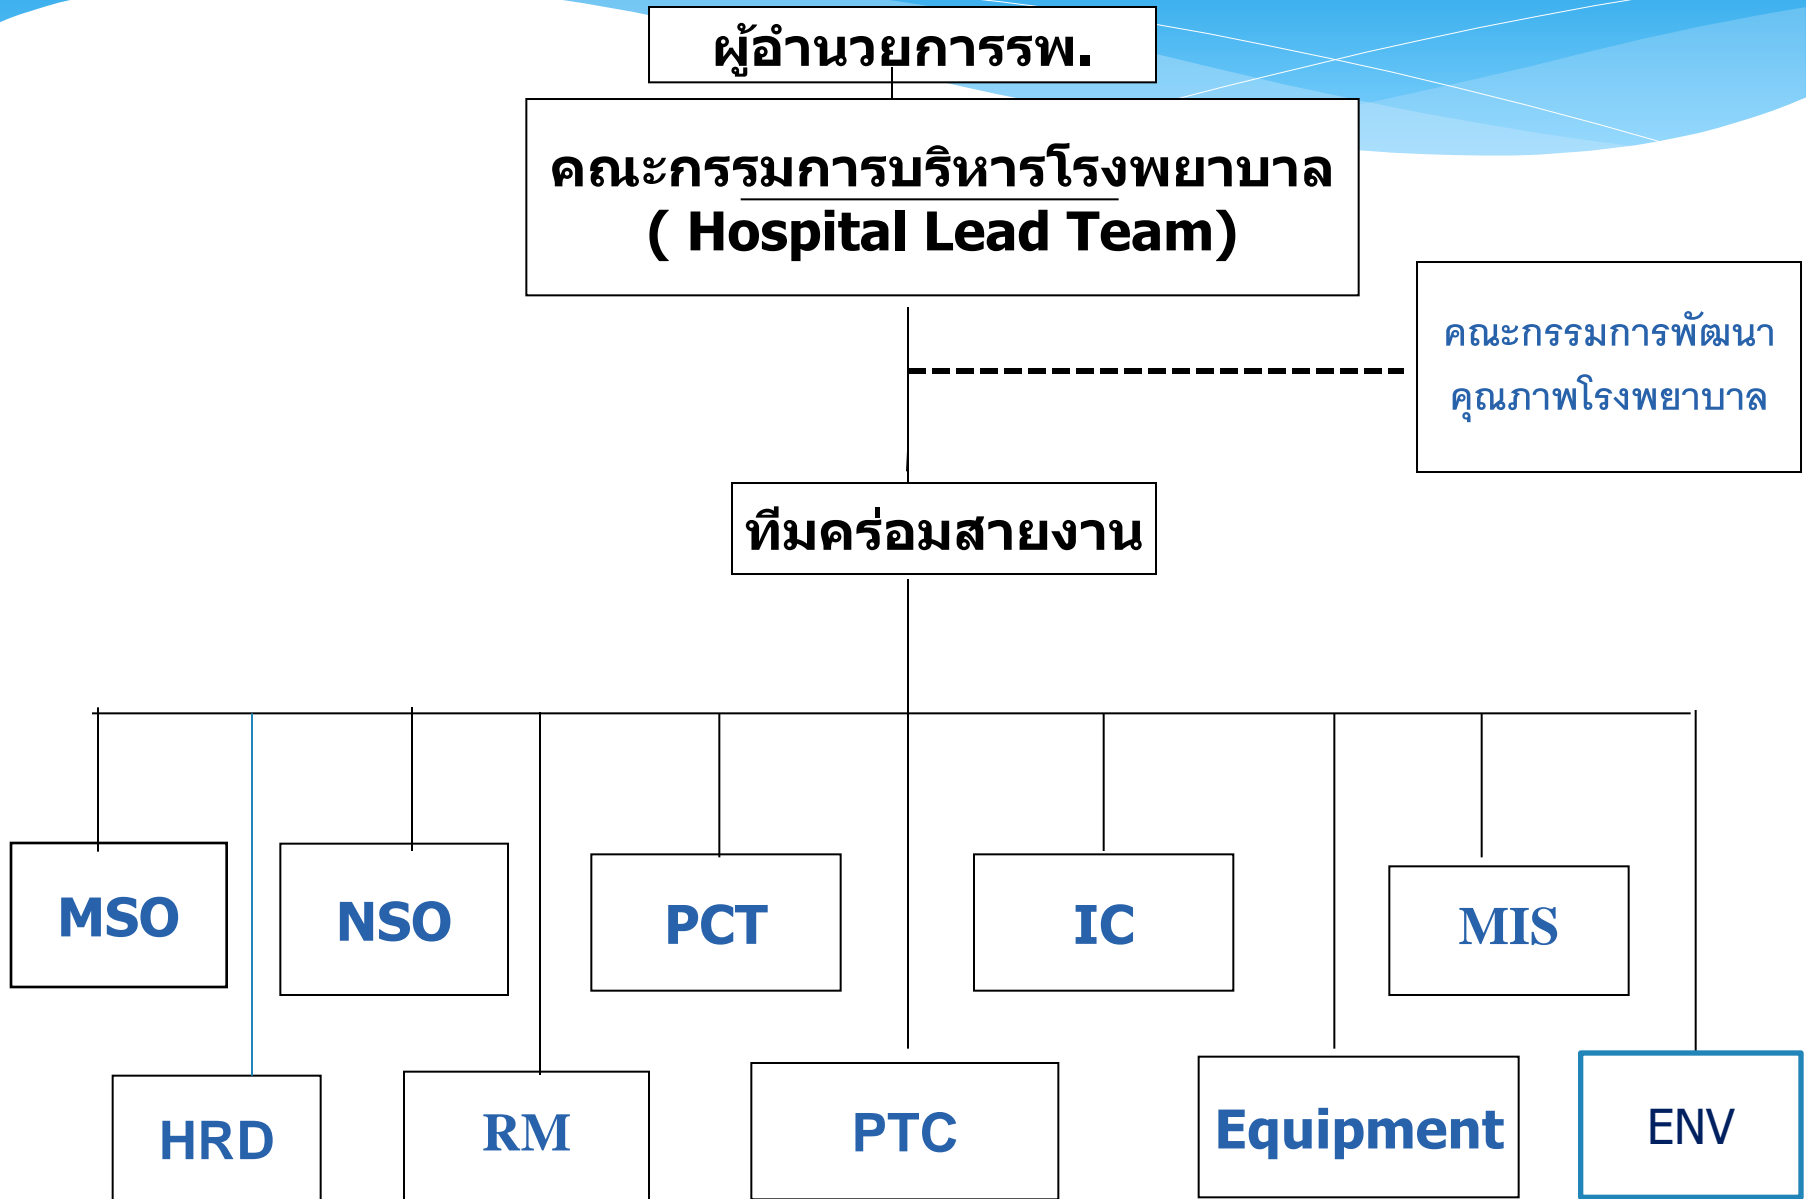 ผู้อำนวยการรพ.
คณะกรรมการบริหารโรงพยาบาล
( Hospital Lead Team)
คณะกรรมการพัฒนา
คุณภาพโรงพยาบาล
ทีมคร่อมสายงาน
MSO
NSO
PCT
IC
MIS
HRD
RM
PTC
Equipment
ENV